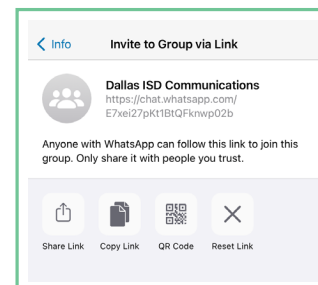 Info Invite to Group via Link
Dallas ISD Communications
https://chat.whatsapp.com/
E7xei27pKt1BtQFknwp02b
Anyone with WhatsApp can follow this link to join this
group. Only share it with people you trust.
Share Link Copy Link QR Code Reset Link